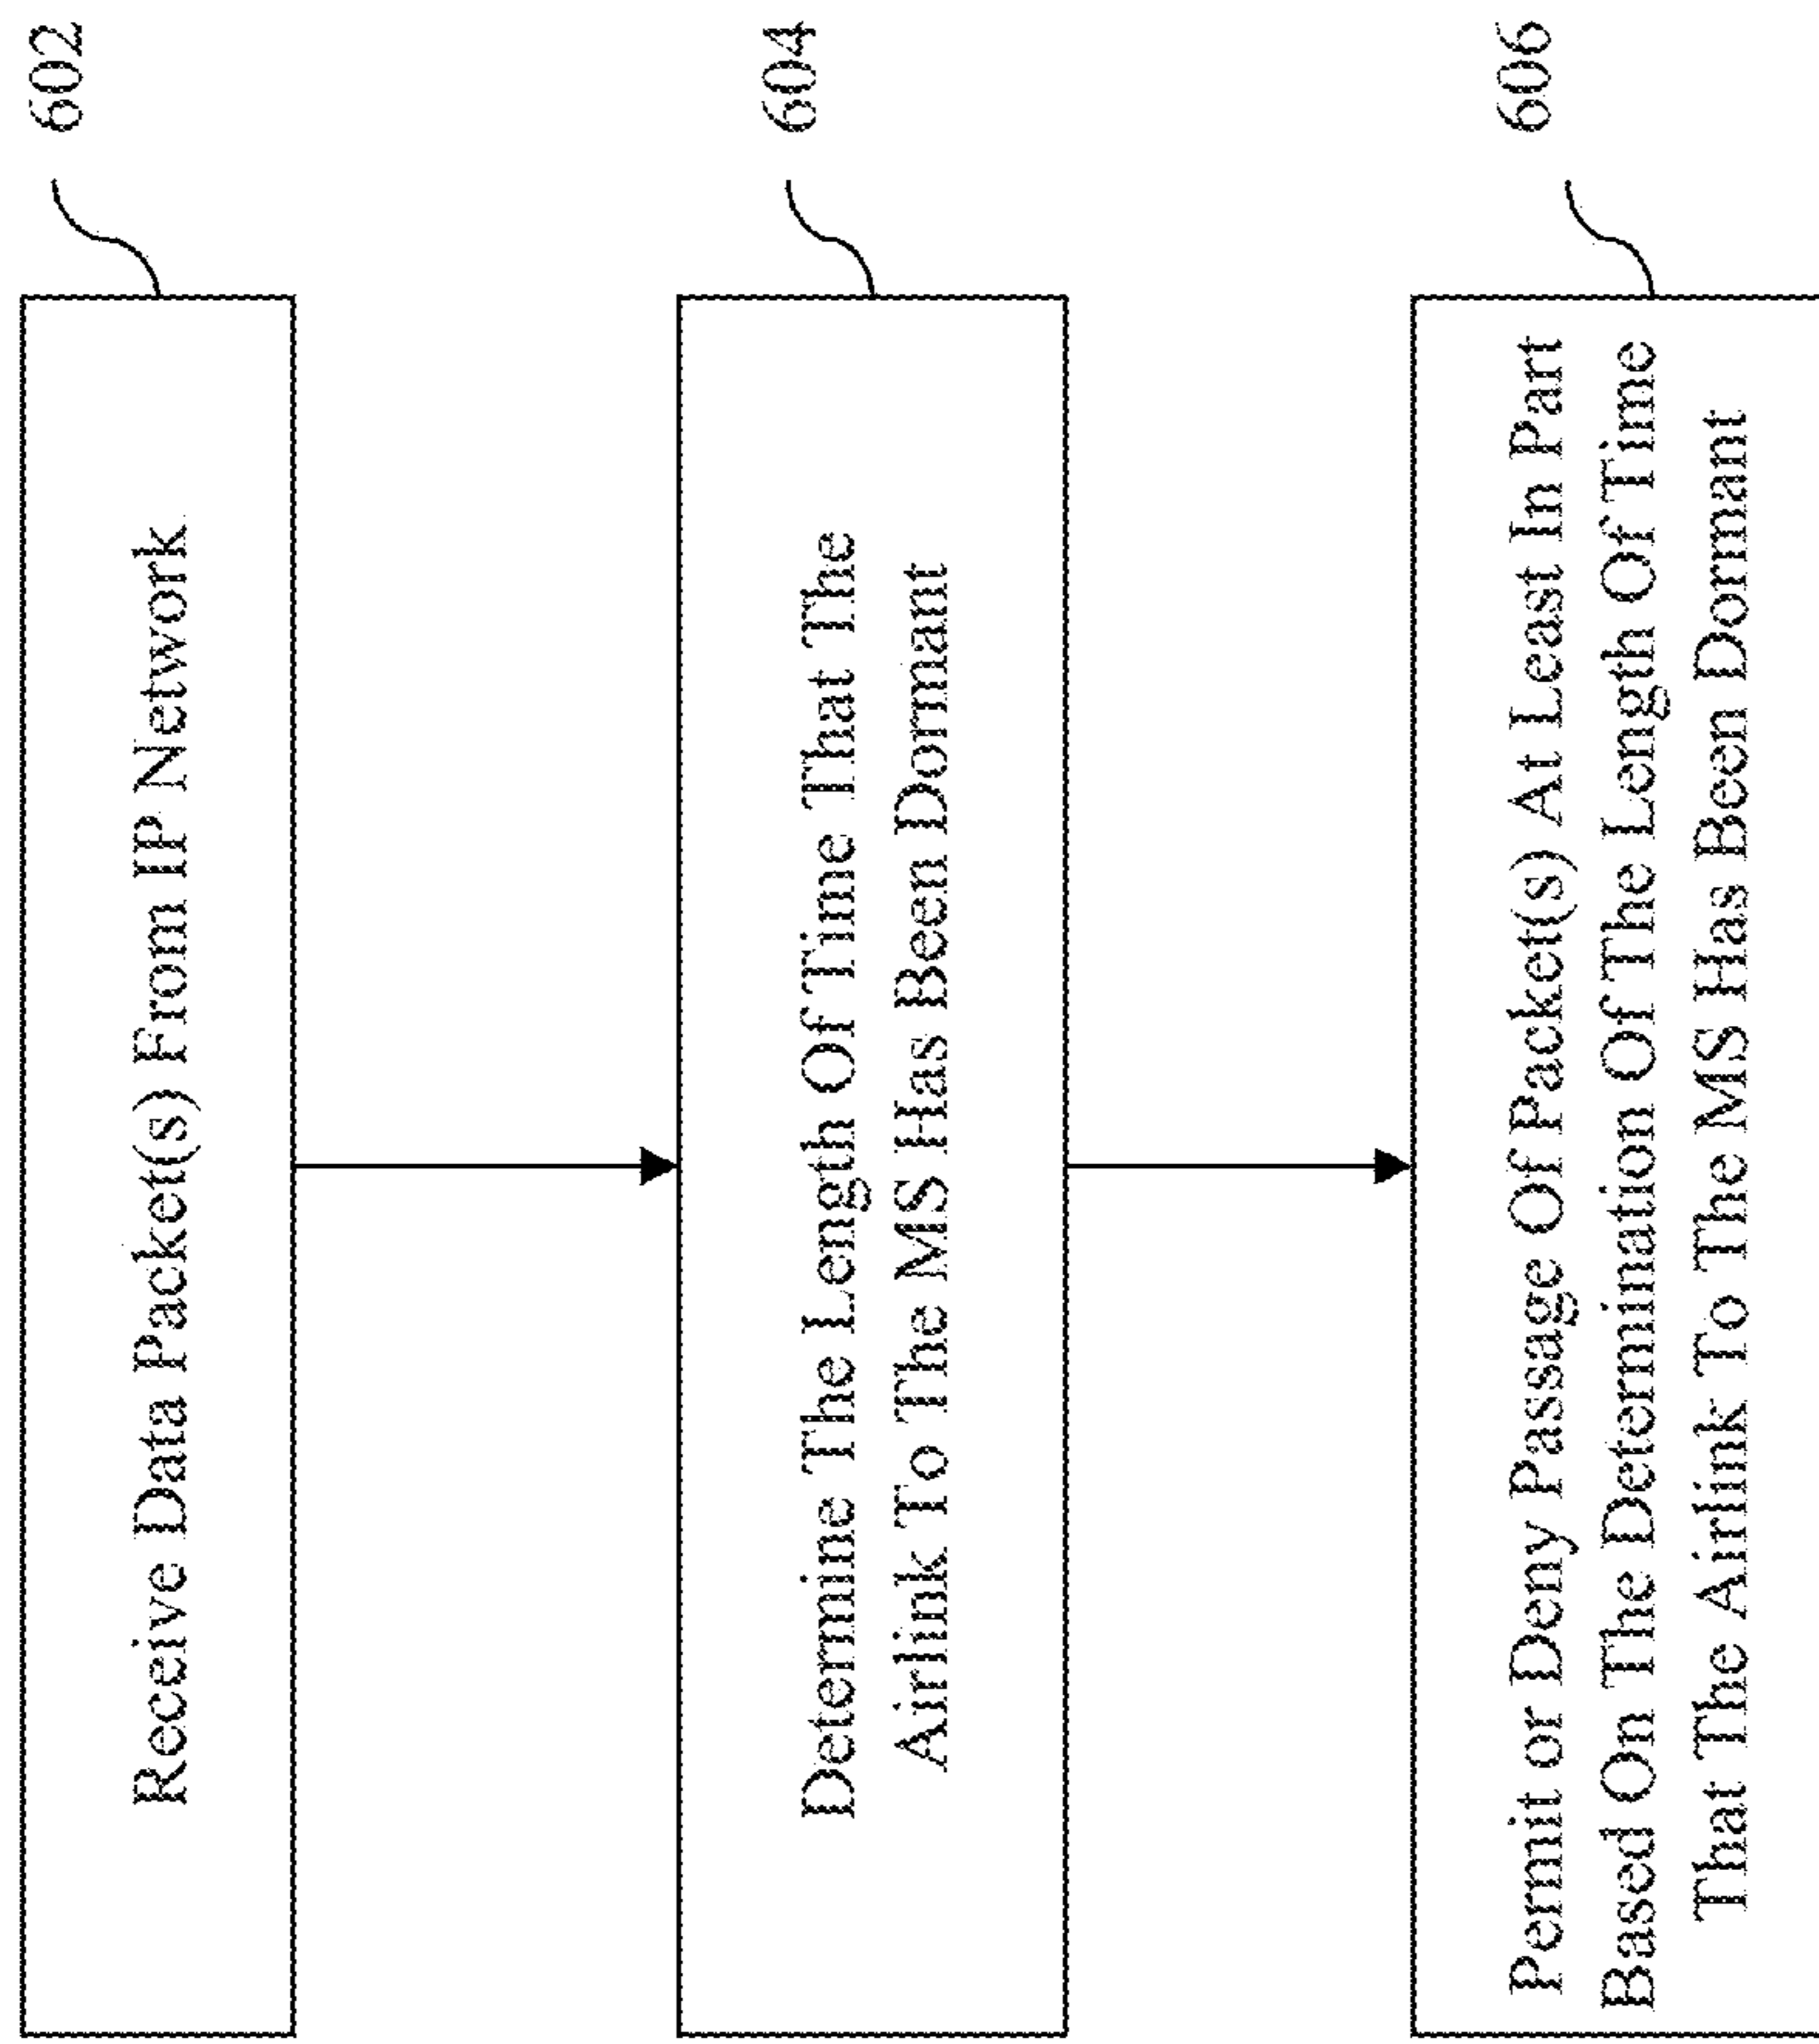 602
Receive Data Packet(s) From IP Network
604
Determine The Length Of Time That The
Airlink To The MS Has Been Dormant
606
Permit or Deny Passage Of Packet(s) At Least In Part
Based On The Determination Of The Length Of Time
That The Airlink To The MS Has Been Dormant